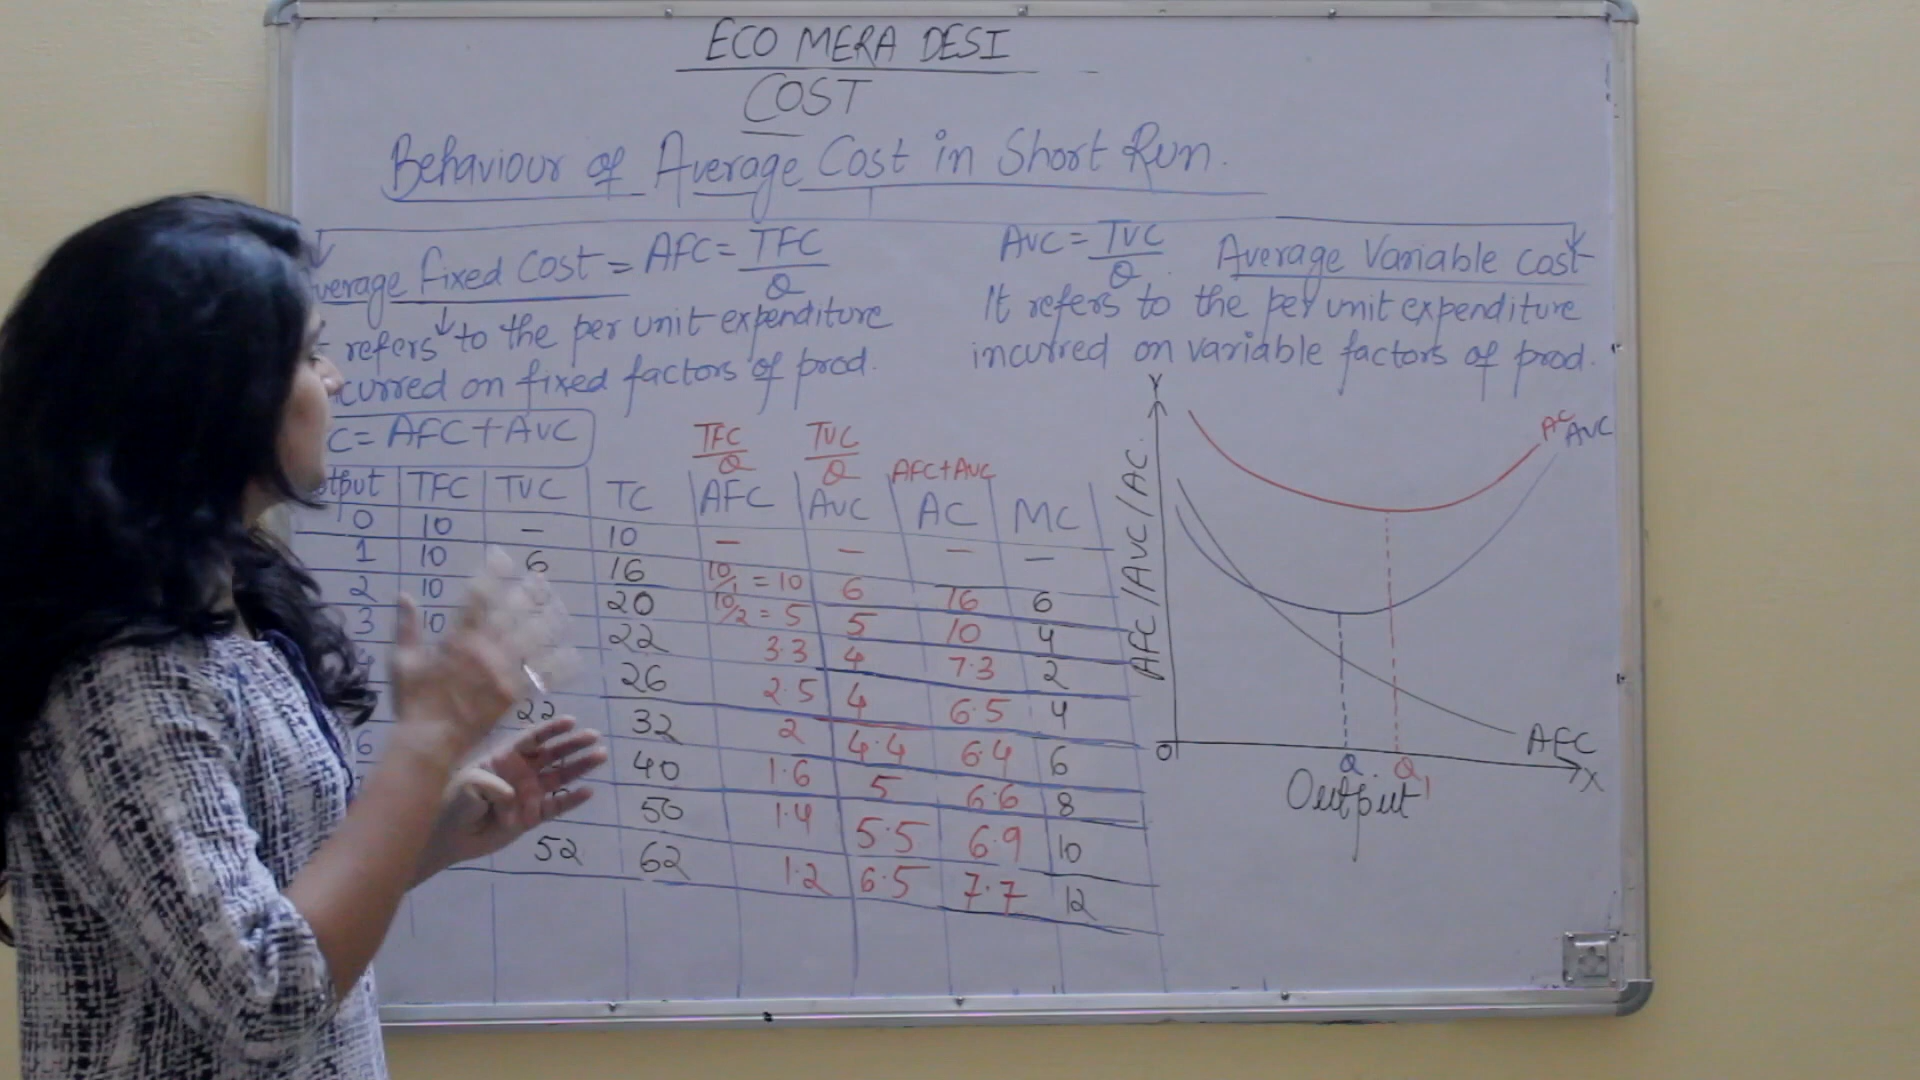 ECO MERA DESI
COST
Behaviour of Average Cost in Short Run.
verage fixed Cost = AFC = TFC/Q
refers to the per unit expenditure
curred on fixed factors of prod.
AVC = TVC/Q. Average Variable cost
It refers to the per unit expenditure
incurred on variable factors of prod.
C = AFC + AVC
TFC/Q TVC/Q AFC+AVC
tput TFC TVC TC AFC AVC AC MC
0 10 – 10 – – – –
1 10 6 16 10/1 = 10 6 16 6
2 10 20 10/2 = 5 5 10 4
3 10 22 3.3 4 7.3 2
26 2.5 4 6.5 4
22 32 2 4.4 6.4 6
6 40 1.6 5 6.6 8
50 1.4 5.5 6.9 10
52 62 1.2 6.5 7.7 12
Y
AFC/AVC/AC.
AC AVC
AFC
O Q Q1 X
Output